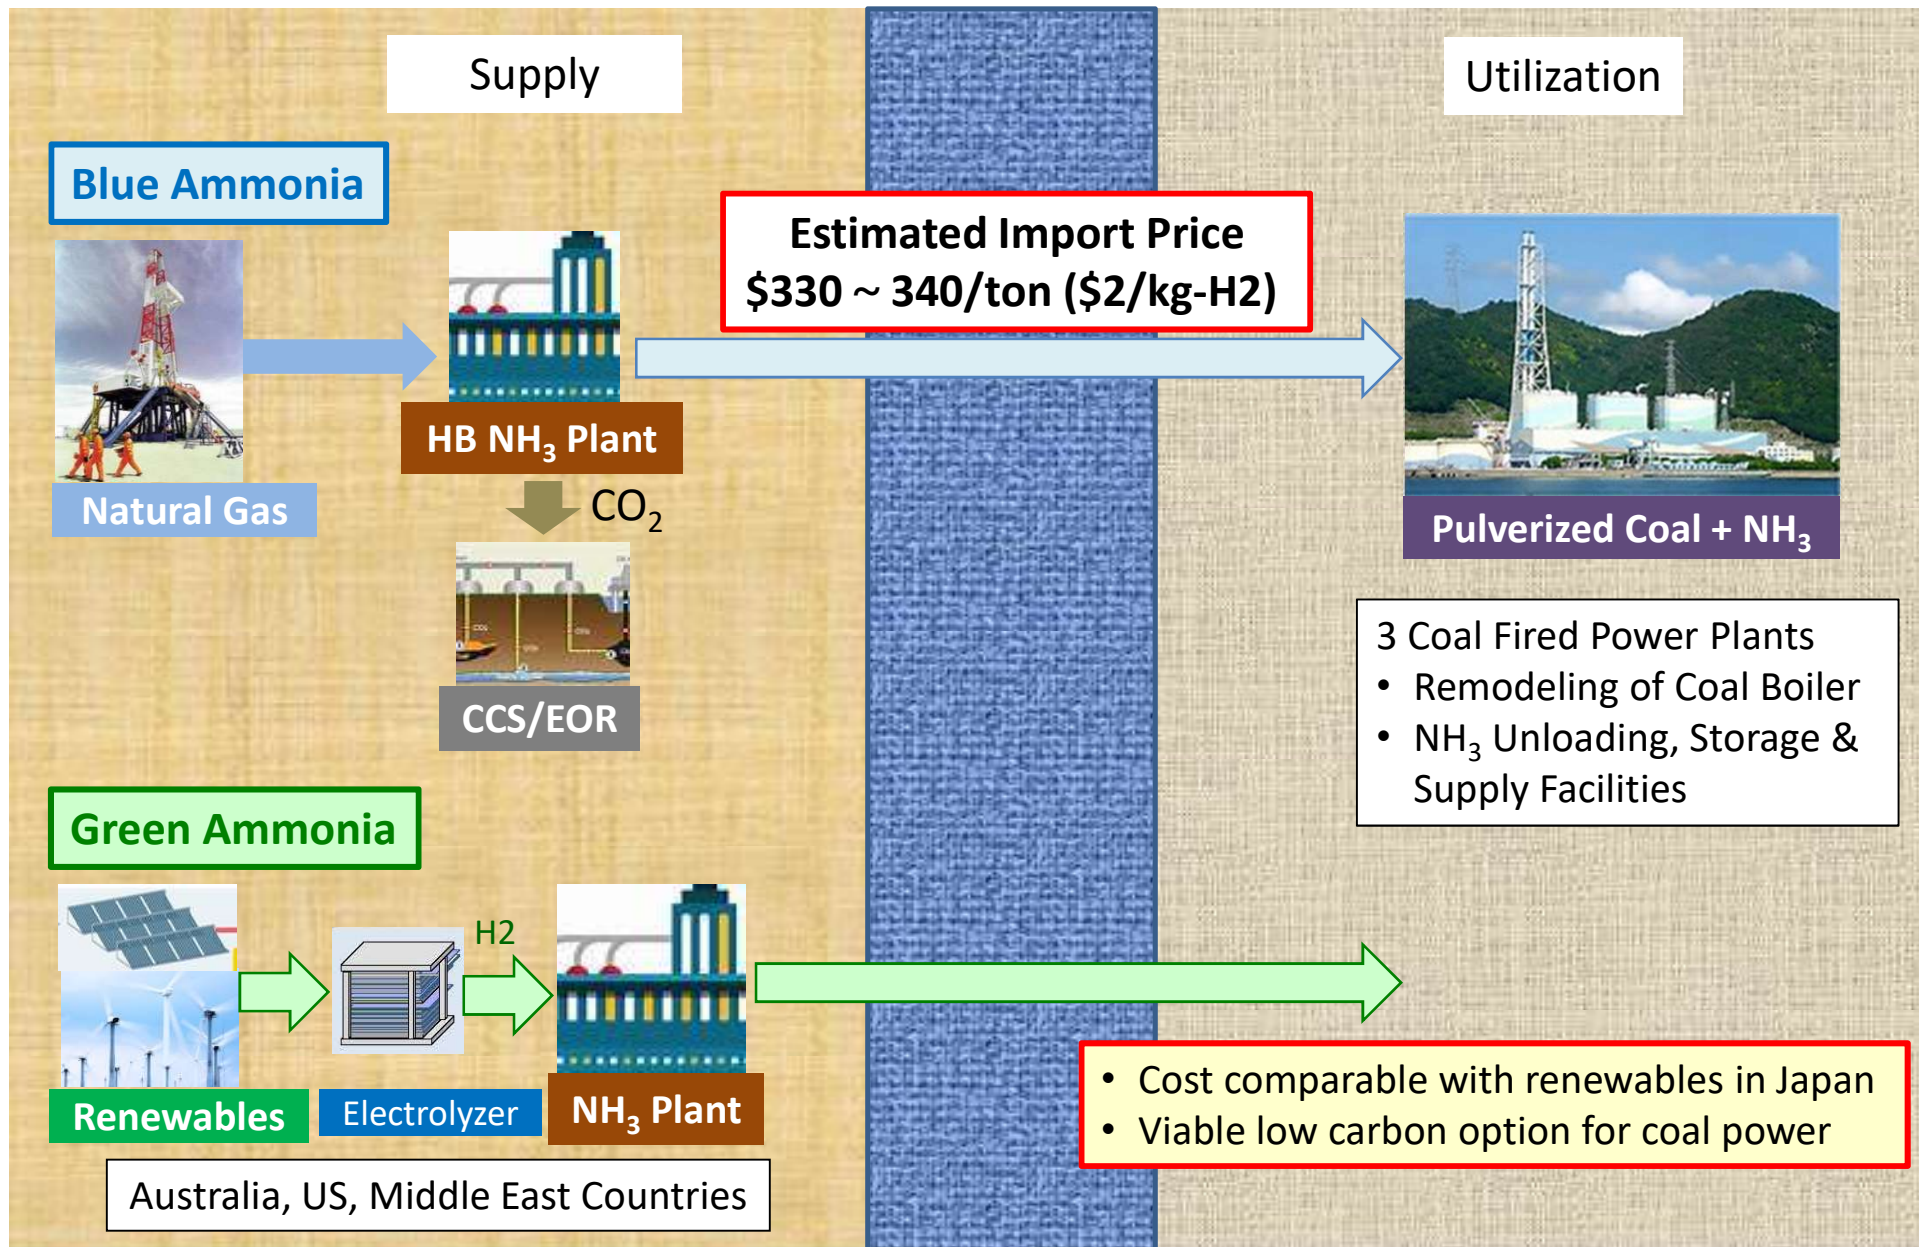 Supply
Utilization
Blue Ammonia
Estimated Import Price
$330 ~ 340/ton ($2/kg-H2)
HB NH₃ Plant
Natural Gas
CO₂
Pulverized Coal + NH₃
CCS/EOR
3 Coal Fired Power Plants
• Remodeling of Coal Boiler
• NH₃ Unloading, Storage &
Supply Facilities
Green Ammonia
H2
Renewables
Electrolyzer
NH₃ Plant
• Cost comparable with renewables in Japan
• Viable low carbon option for coal power
Australia, US, Middle East Countries